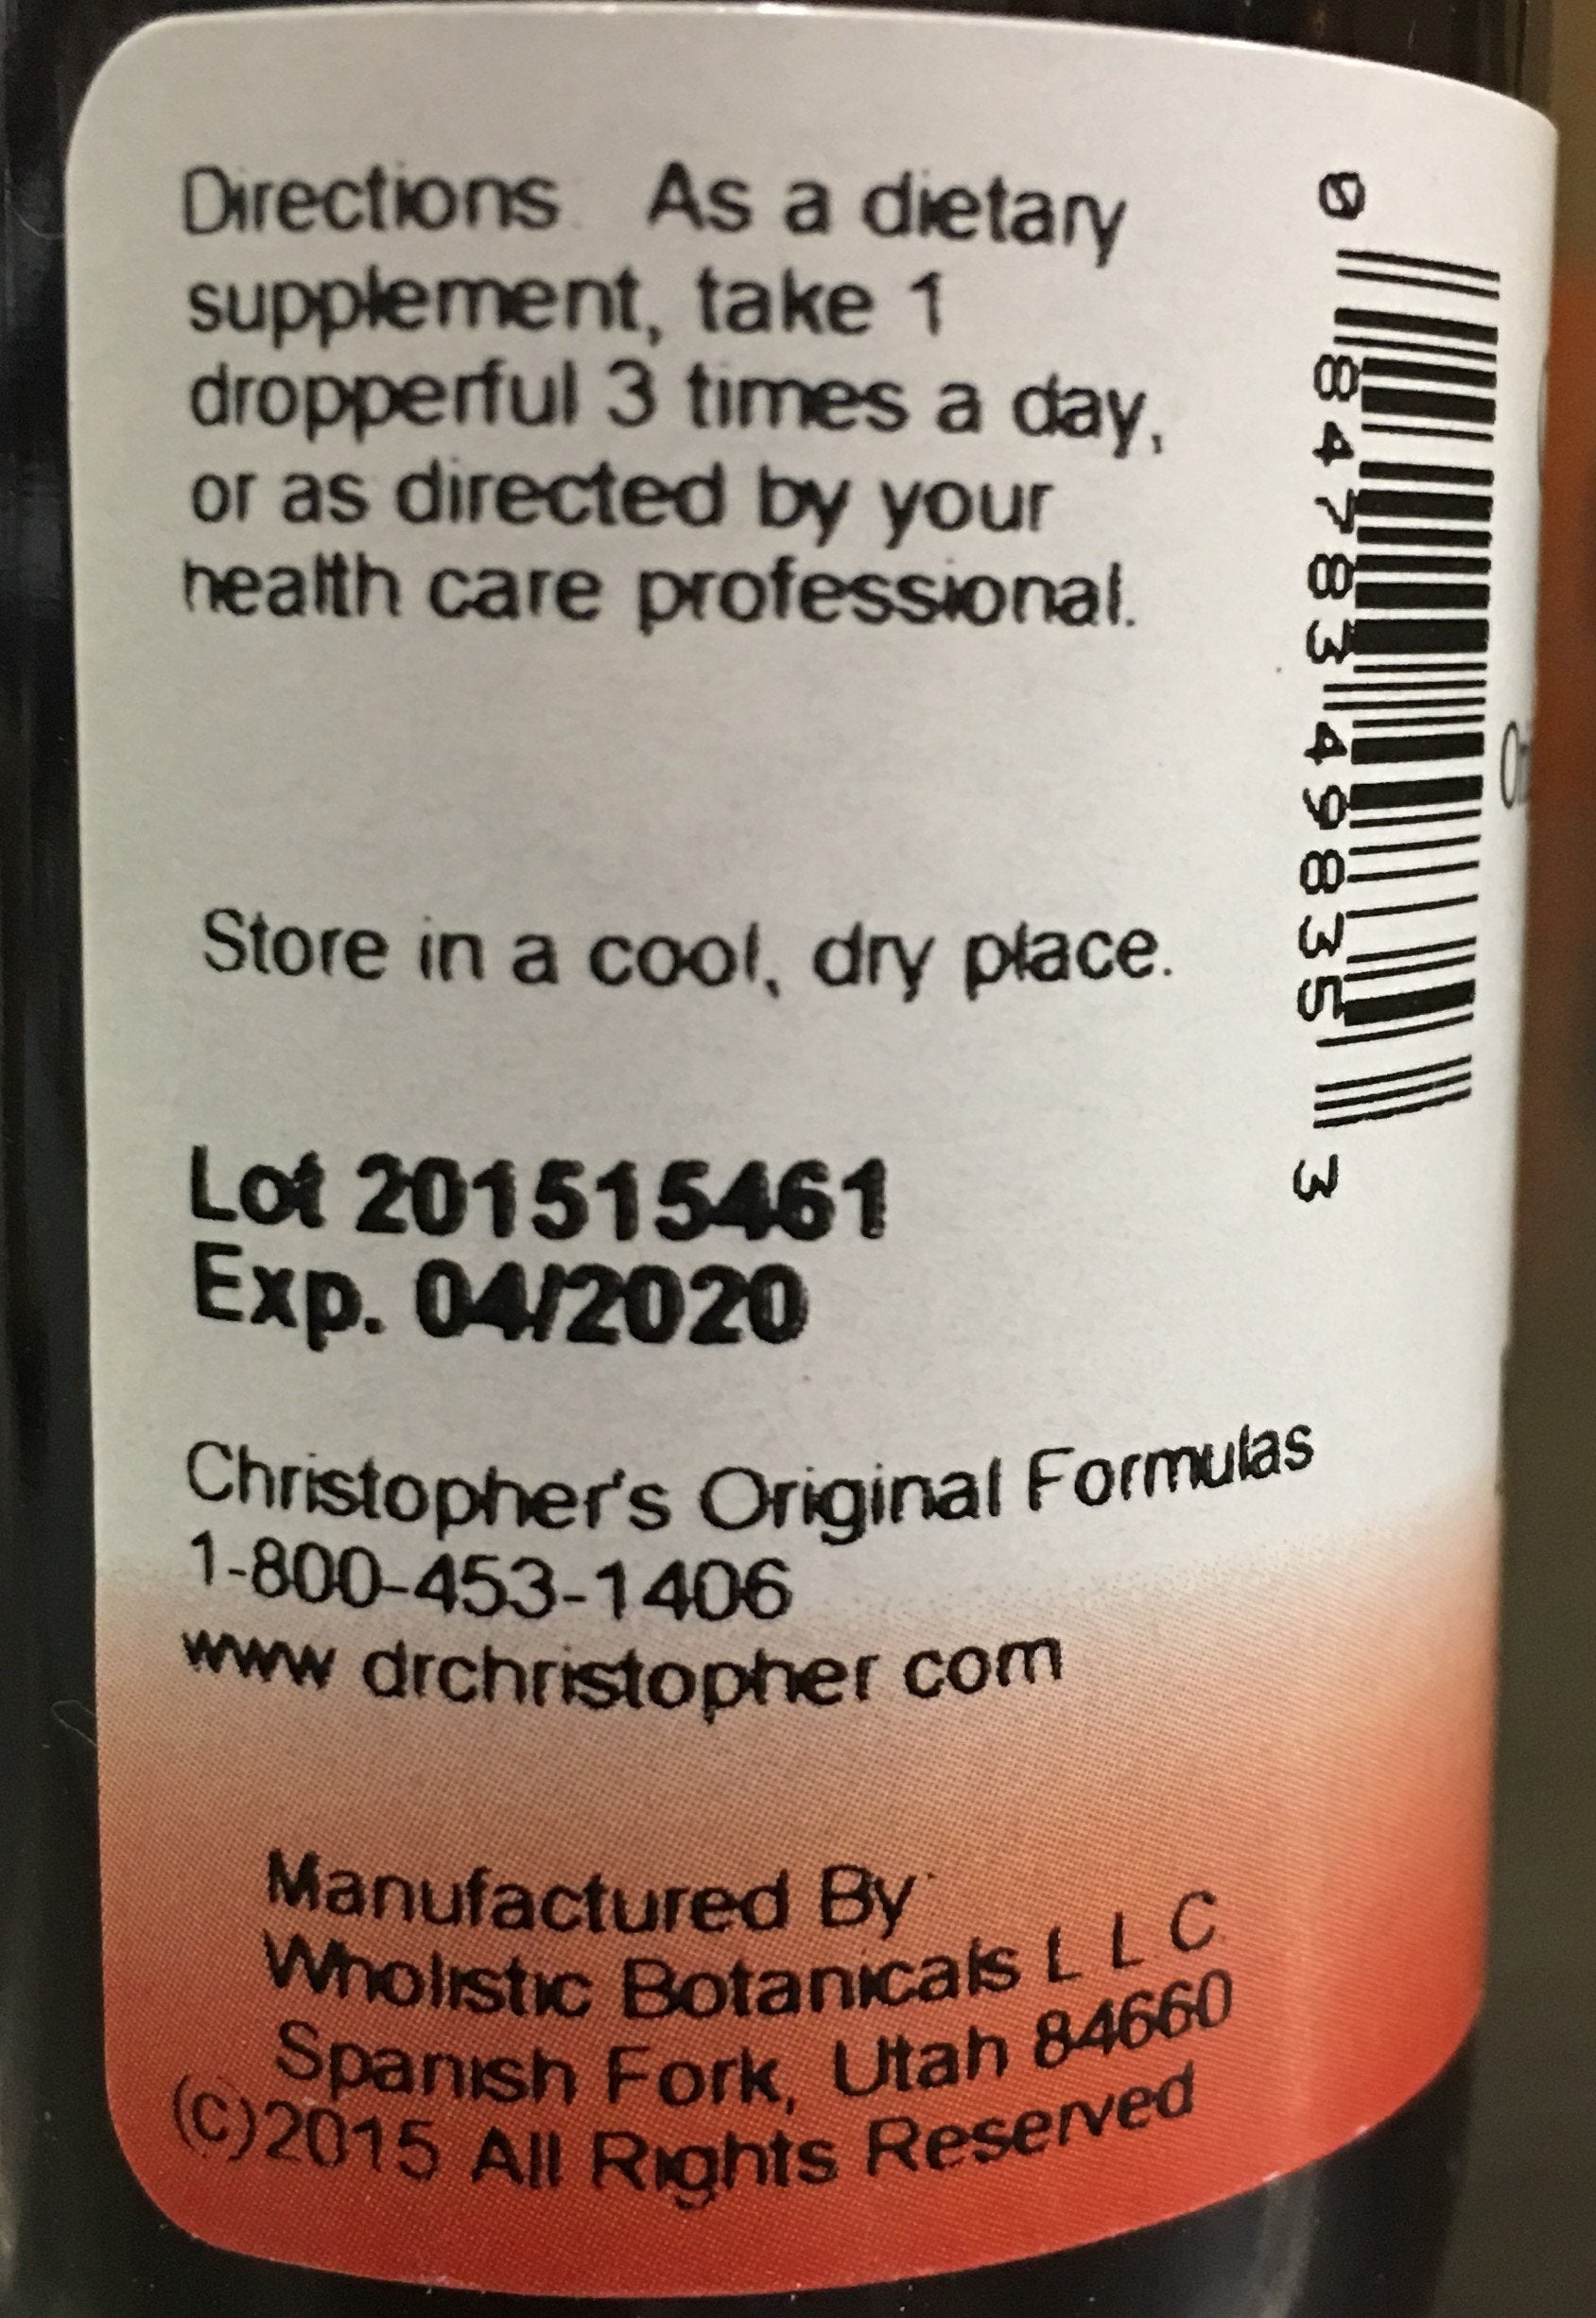 Directions. As a dietary
supplement, take 1
dropperful 3 times a day,
or as directed by your
health care professional.
Store in a cool, dry place.
Lot 201515461
Exp. 04/2020
Christopher's Original Formulas
1-800-453-1406
www drchristopher com
Manufactured By
Wholistic Botanicals L L C.
Spanish Fork, Utah 84660
(c)2015 All Rights Reserved
0 84783 49835 3